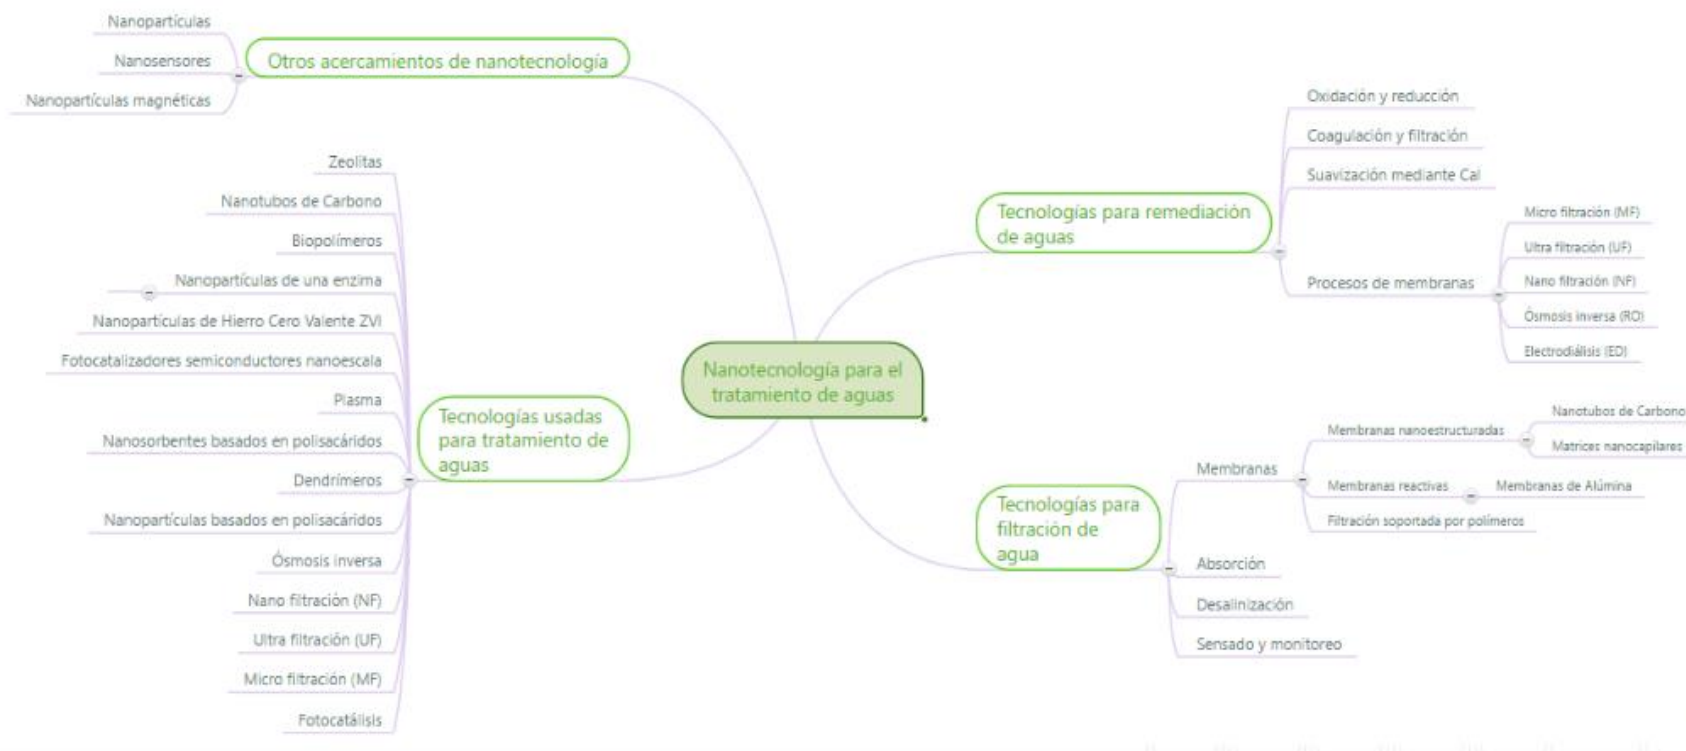 Nanopartículas
Nanosensores
Nanopartículas magnéticas
Otros acercamientos de nanotecnología
Zeolitas
Nanotubos de Carbono
Biopolímeros
Nanopartículas de una enzima
Nanopartículas de Hierro Cero Valente ZVI
Fotocatalizadores semiconductores nanoescala
Plasma
Nanosorbentes basados en polisacáridos
Dendrímeros
Nanopartículas basados en polisacáridos
Ósmosis inversa
Nano filtración (NF)
Ultra filtración (UF)
Micro filtración (MF)
Fotocatálisis
Tecnologías usadas
para tratamiento de
aguas
Nanotecnología para el
tratamiento de aguas
Tecnologías para remediación
de aguas
Oxidación y reducción
Coagulación y filtración
Suavización mediante Cal
Procesos de membranas
Micro filtración (MF)
Ultra filtración (UF)
Nano filtración (NF)
Ósmosis inversa (RO)
Electrodiálisis (ED)
Tecnologías para
filtración de
agua
Membranas
Membranas nanoestructuradas
Nanotubos de Carbono
Matrices nanocapilares
Membranas reactivas
Membranas de Alúmina
Filtración soportada por polímeros
Absorción
Desalinización
Sensado y monitoreo